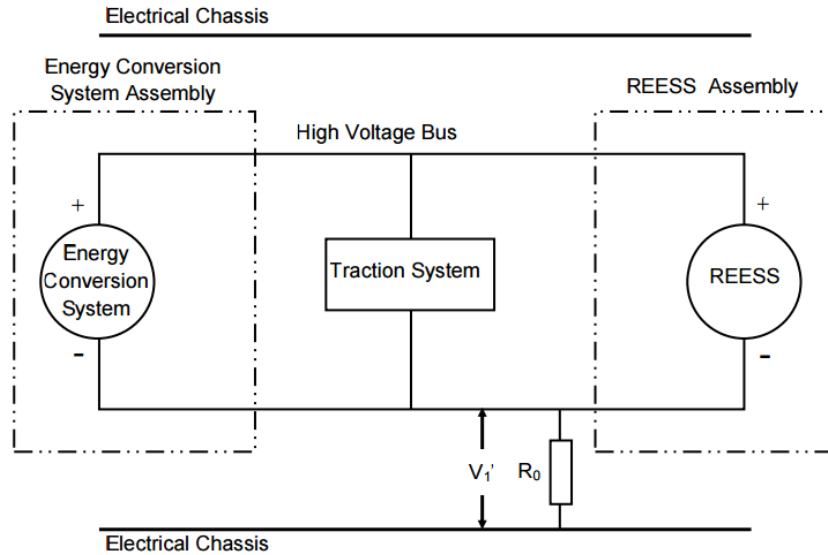 Electrical Chassis
Energy Conversion
System Assembly
REESS Assembly
High Voltage Bus
+
+
Energy
Conversion
System
Traction System
REESS
-
-
V1'
R0
Electrical Chassis